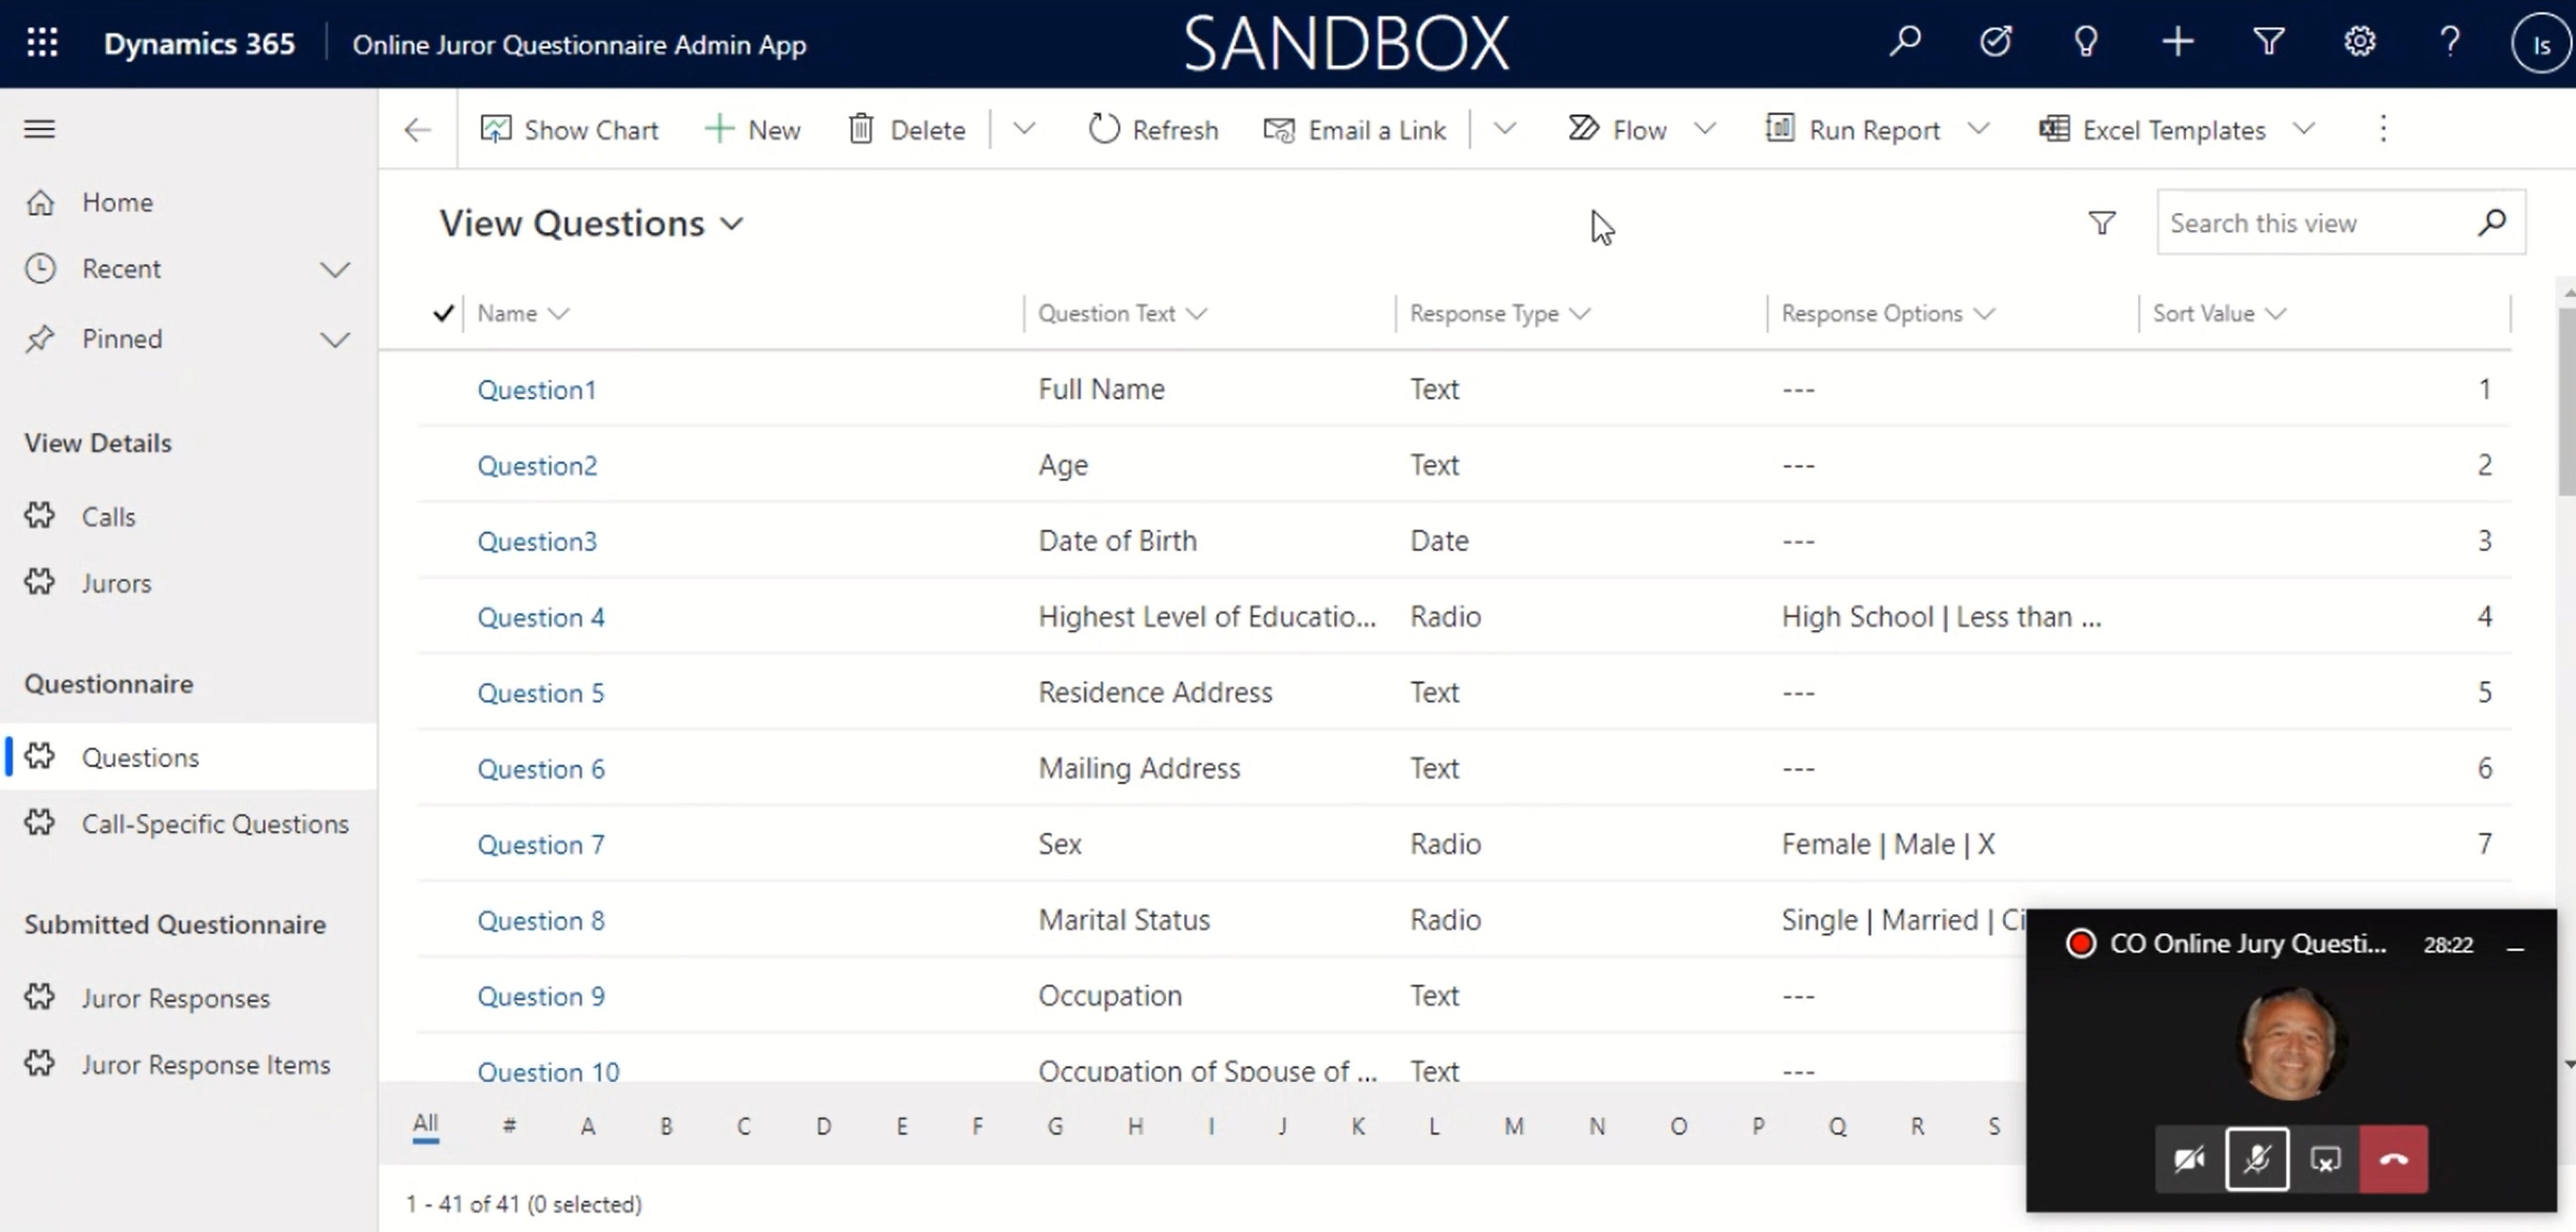 Dynamics 365 Online Juror Questionnaire Admin App SANDBOX Is
Show Chart New Delete Refresh Email a Link Flow Run Report Excel Templates
Home
Recent
Pinned
View Details
Calls
Jurors
Questionnaire
Questions
Call-Specific Questions
Submitted Questionnaire
Juror Responses
Juror Response Items
View Questions Search this view
Name Question Text Response Type Response Options Sort Value
Question1 Full Name Text --- 1
Question2 Age Text --- 2
Question3 Date of Birth Date --- 3
Question 4 Highest Level of Educatio... Radio High School | Less than ... 4
Question 5 Residence Address Text --- 5
Question 6 Mailing Address Text --- 6
Question 7 Sex Radio Female | Male | X 7
Question 8 Marital Status Radio Single | Married | Ci
Question 9 Occupation Text ---
Question 10 Occupation of Spouse of ... Text ---
All # A B C D E F G H I J K L M N O P Q R S
1 - 41 of 41 (0 selected)
CO Online Jury Questi... 28:22